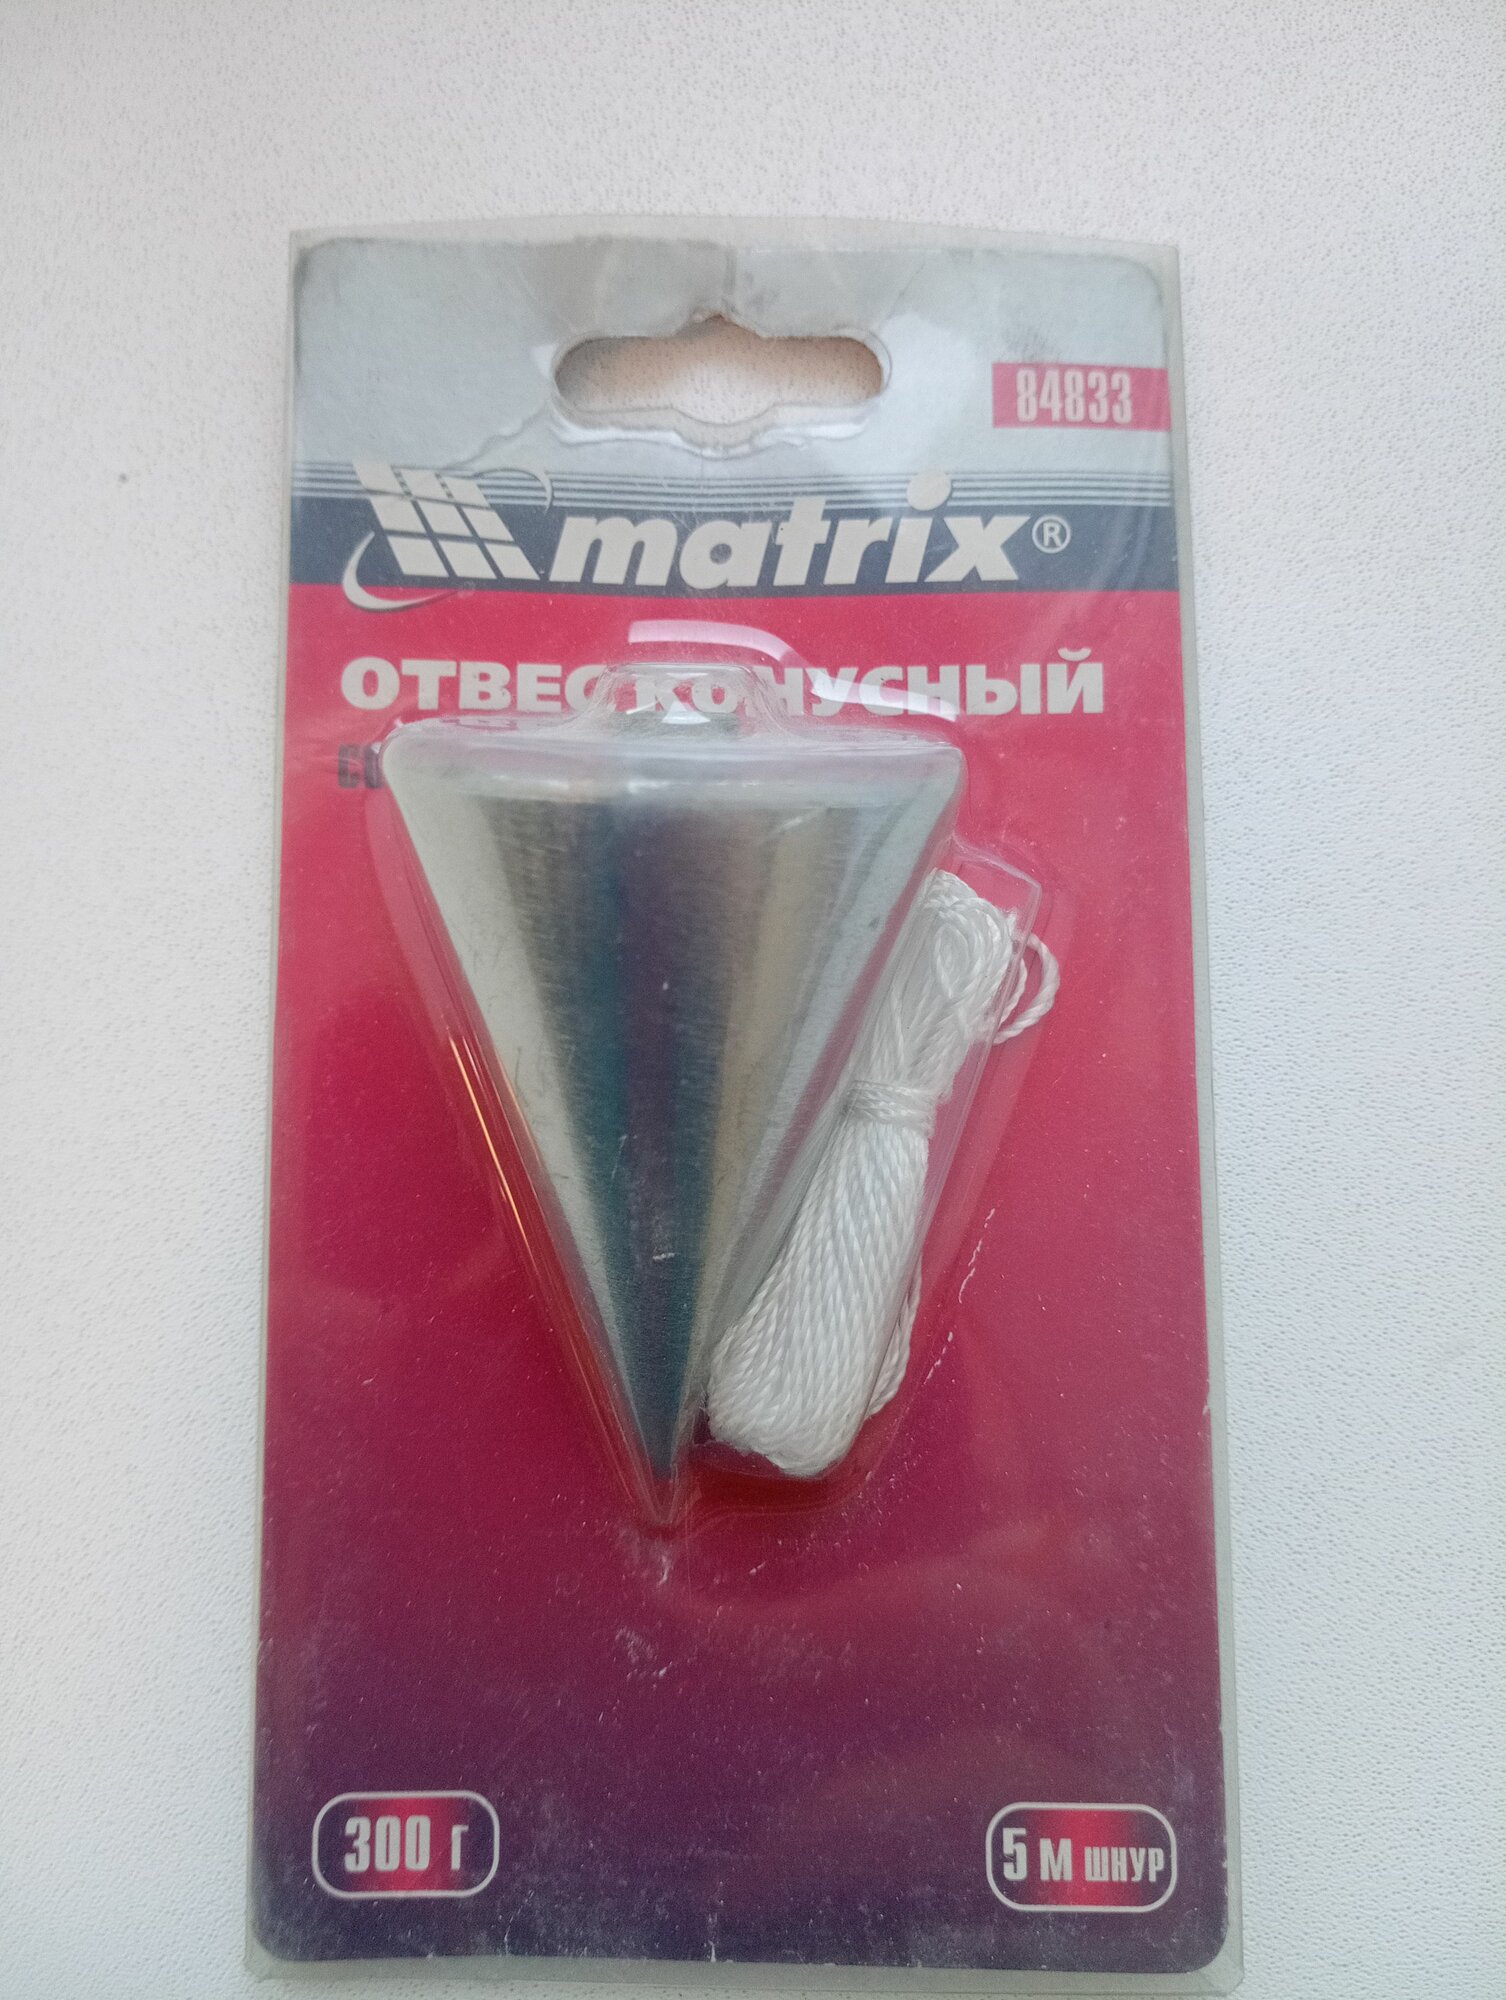 84833
matrix®
ОТВЕС КОНУСНЫЙ
300 г
5 м шнур